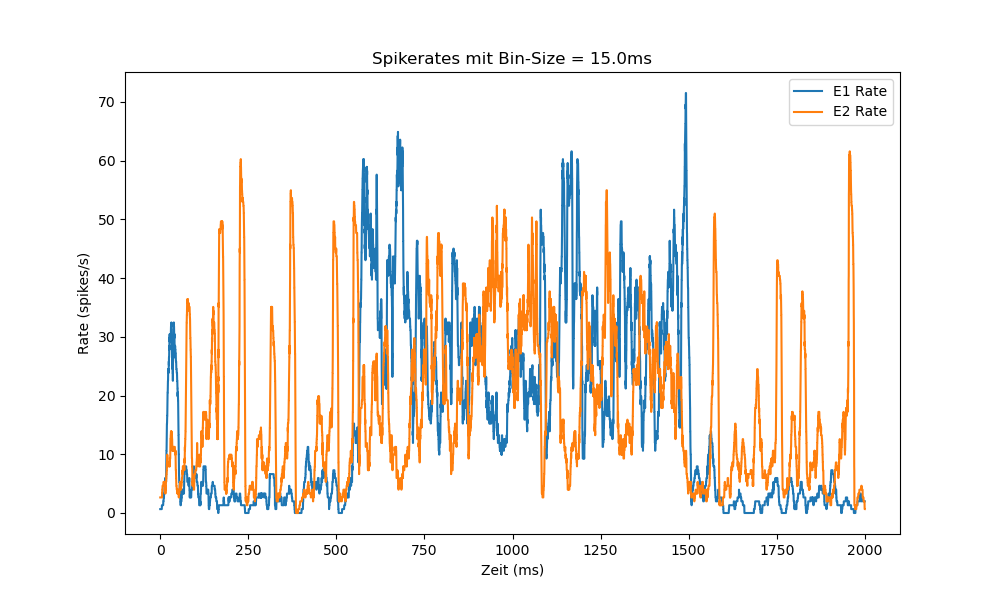 Spikerates mit Bin-Size = 15.0ms
E1 Rate
E2 Rate
70
60
50
40
30
20
10
0
Rate (spikes/s)
0 250 500 750 1000 1250 1500 1750 2000
Zeit (ms)